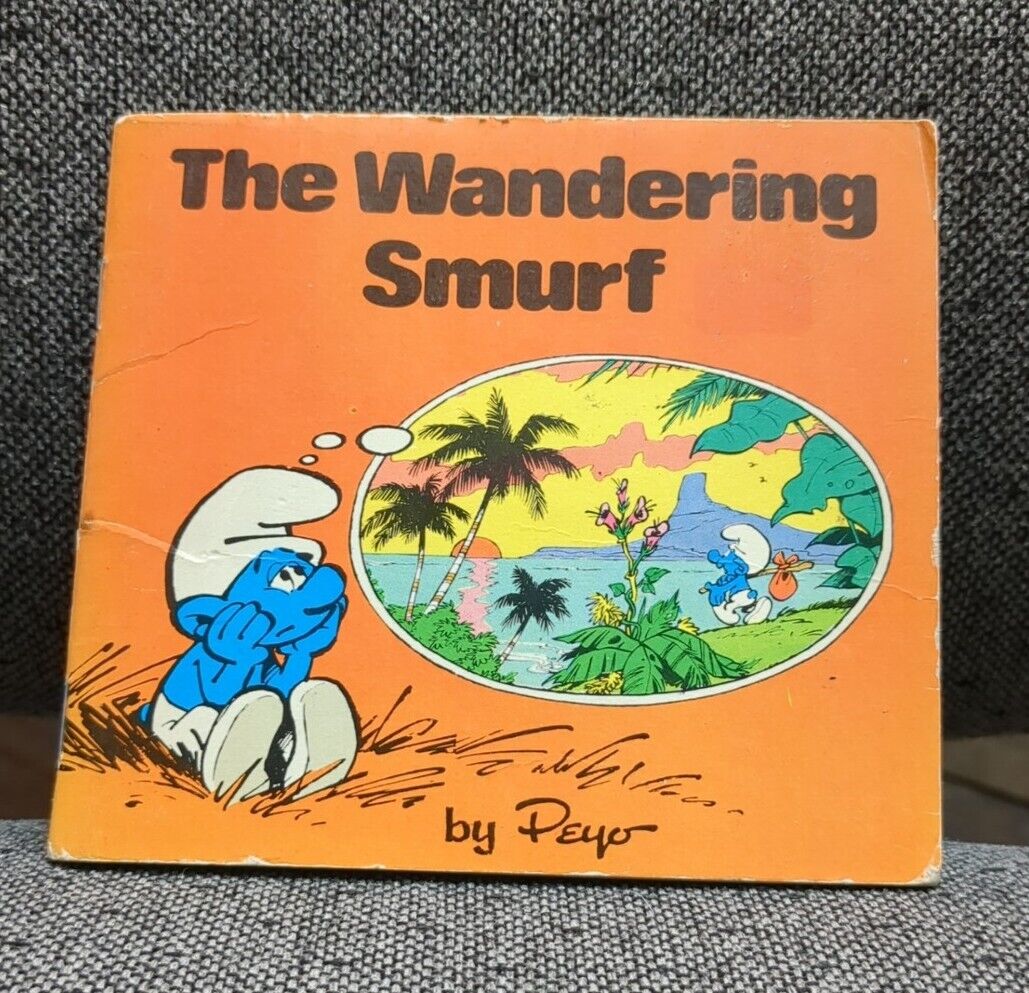 The Wandering
Smurf
by Peyo